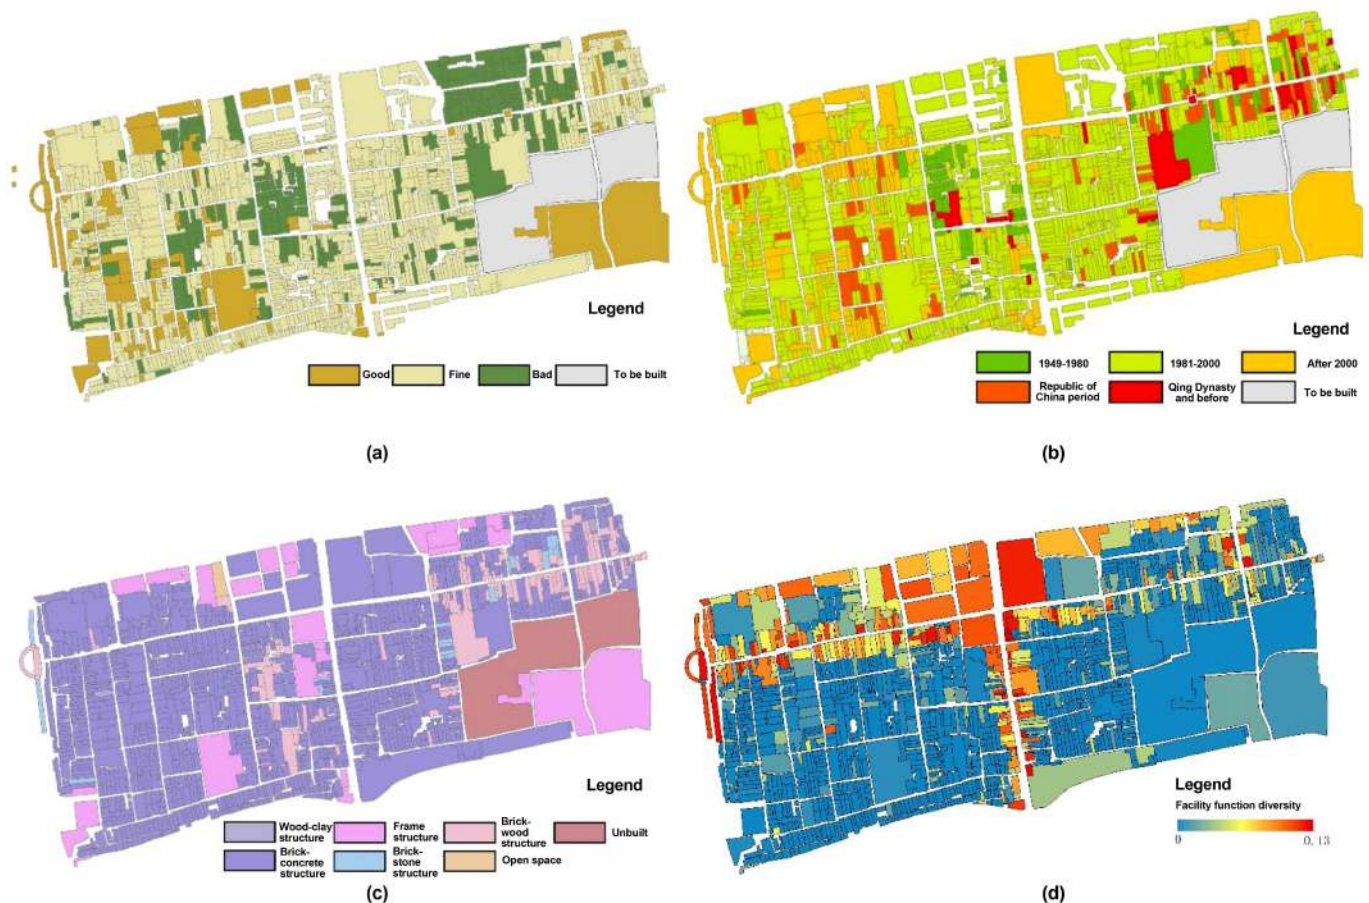 Legend
Good
Fine
Bad
To be built
(a)
Legend
1949-1980
1981-2000
After 2000
Republic of
China period
Qing Dynasty
and before
To be built
(b)
Legend
Wood-clay
structure
Frame
structure
Brick-
wood
structure
Unbuilt
Brick-
concrete
structure
Brick-
stone
structure
Open space
(c)
Legend
Facility function diversity
0
0, 13
(d)